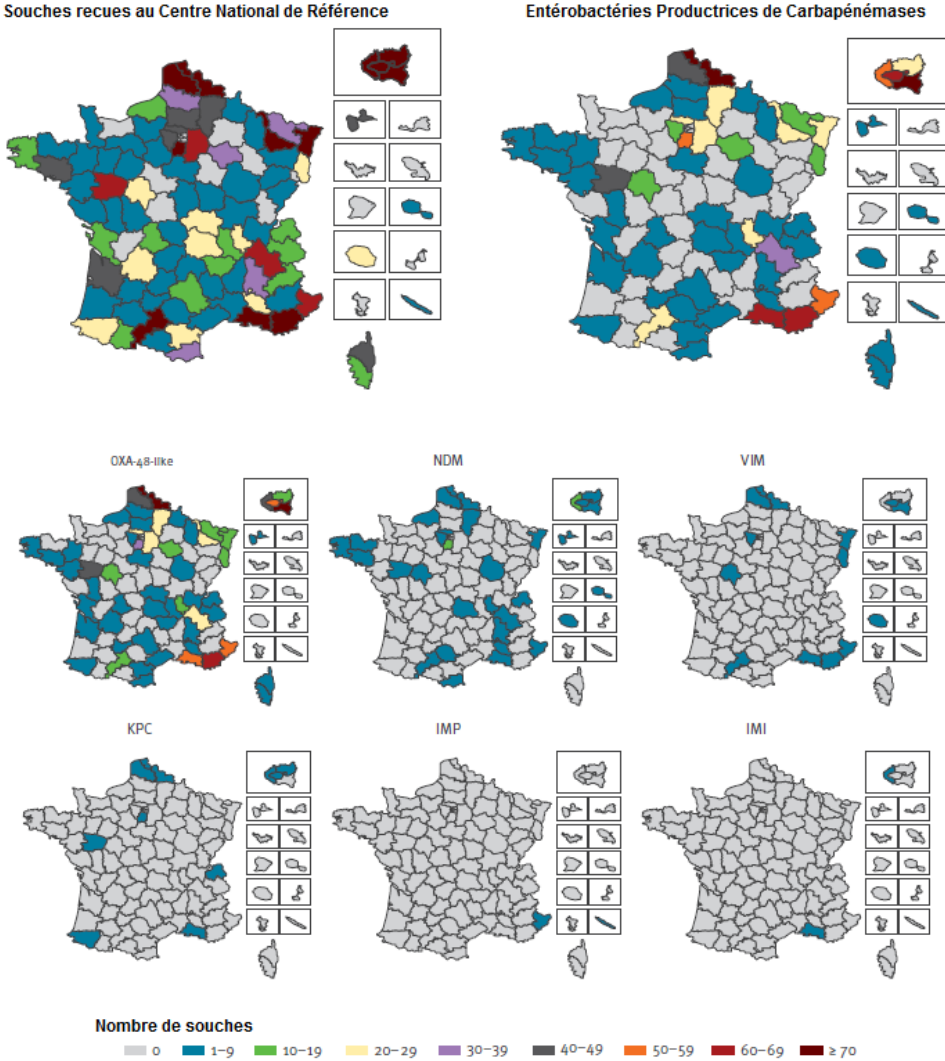 Souches recues au Centre National de Référence
Entérobactéries Productrices de Carbapénémases
OXA-48-like
NDM
VIM
KPC
IMP
IMI
Nombre de souches
0 1–9 10–19 20–29 30–39 40–49 50–59 60–69 ≥ 70